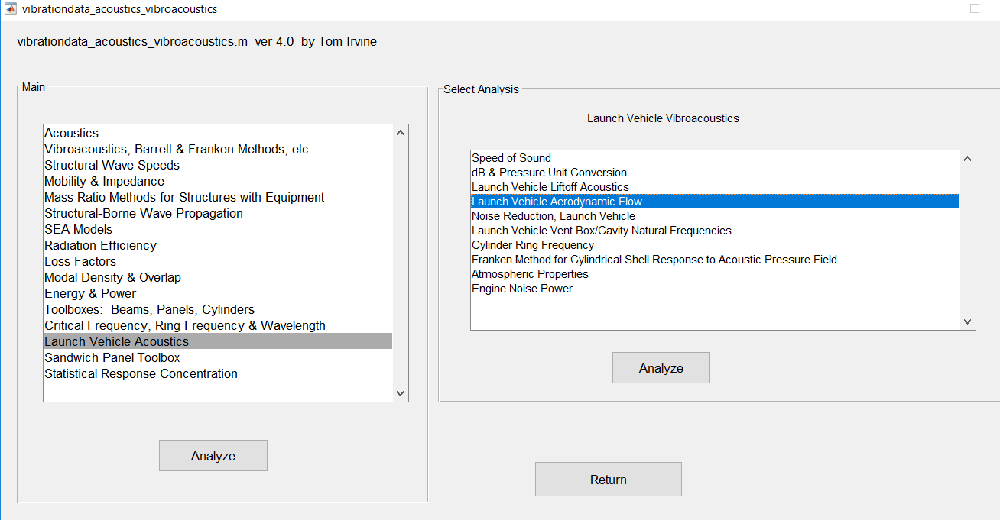 vibrationdata_acoustics_vibroacoustics
vibrationdata_acoustics_vibroacoustics.m  ver 4.0  by Tom Irvine
Main
Acoustics
Vibroacoustics, Barrett & Franken Methods, etc.
Structural Wave Speeds
Mobility & Impedance
Mass Ratio Methods for Structures with Equipment
Structural-Borne Wave Propagation
SEA Models
Radiation Efficiency
Loss Factors
Modal Density & Overlap
Energy & Power
Toolboxes:  Beams, Panels, Cylinders
Critical Frequency, Ring Frequency & Wavelength
Launch Vehicle Acoustics
Sandwich Panel Toolbox
Statistical Response Concentration
Analyze
Select Analysis
Launch Vehicle Vibroacoustics
Speed of Sound
dB & Pressure Unit Conversion
Launch Vehicle Liftoff Acoustics
Launch Vehicle Aerodynamic Flow
Noise Reduction, Launch Vehicle
Launch Vehicle Vent Box/Cavity Natural Frequencies
Cylinder Ring Frequency
Franken Method for Cylindrical Shell Response to Acoustic Pressure Field
Atmospheric Properties
Engine Noise Power
Analyze
Return